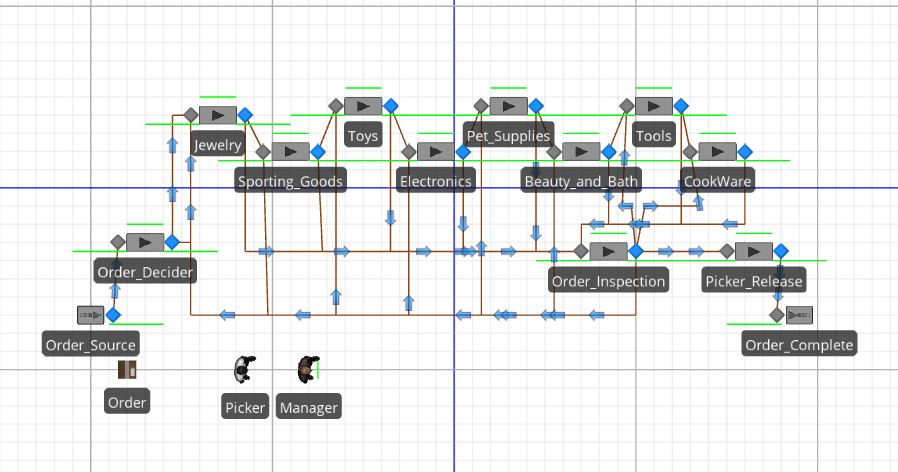 Jewelry
Toys
Pet_Supplies
Tools
Sporting_Goods
Electronics
Beauty_and_Bath
CookWare
Order_Decider
Order_Inspection
Picker_Release
Order_Source
Order_Complete
Order
Picker
Manager